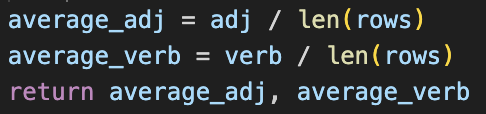 average_adj = adj / len(rows)
average_verb = verb / len(rows)
return average_adj, average_verb